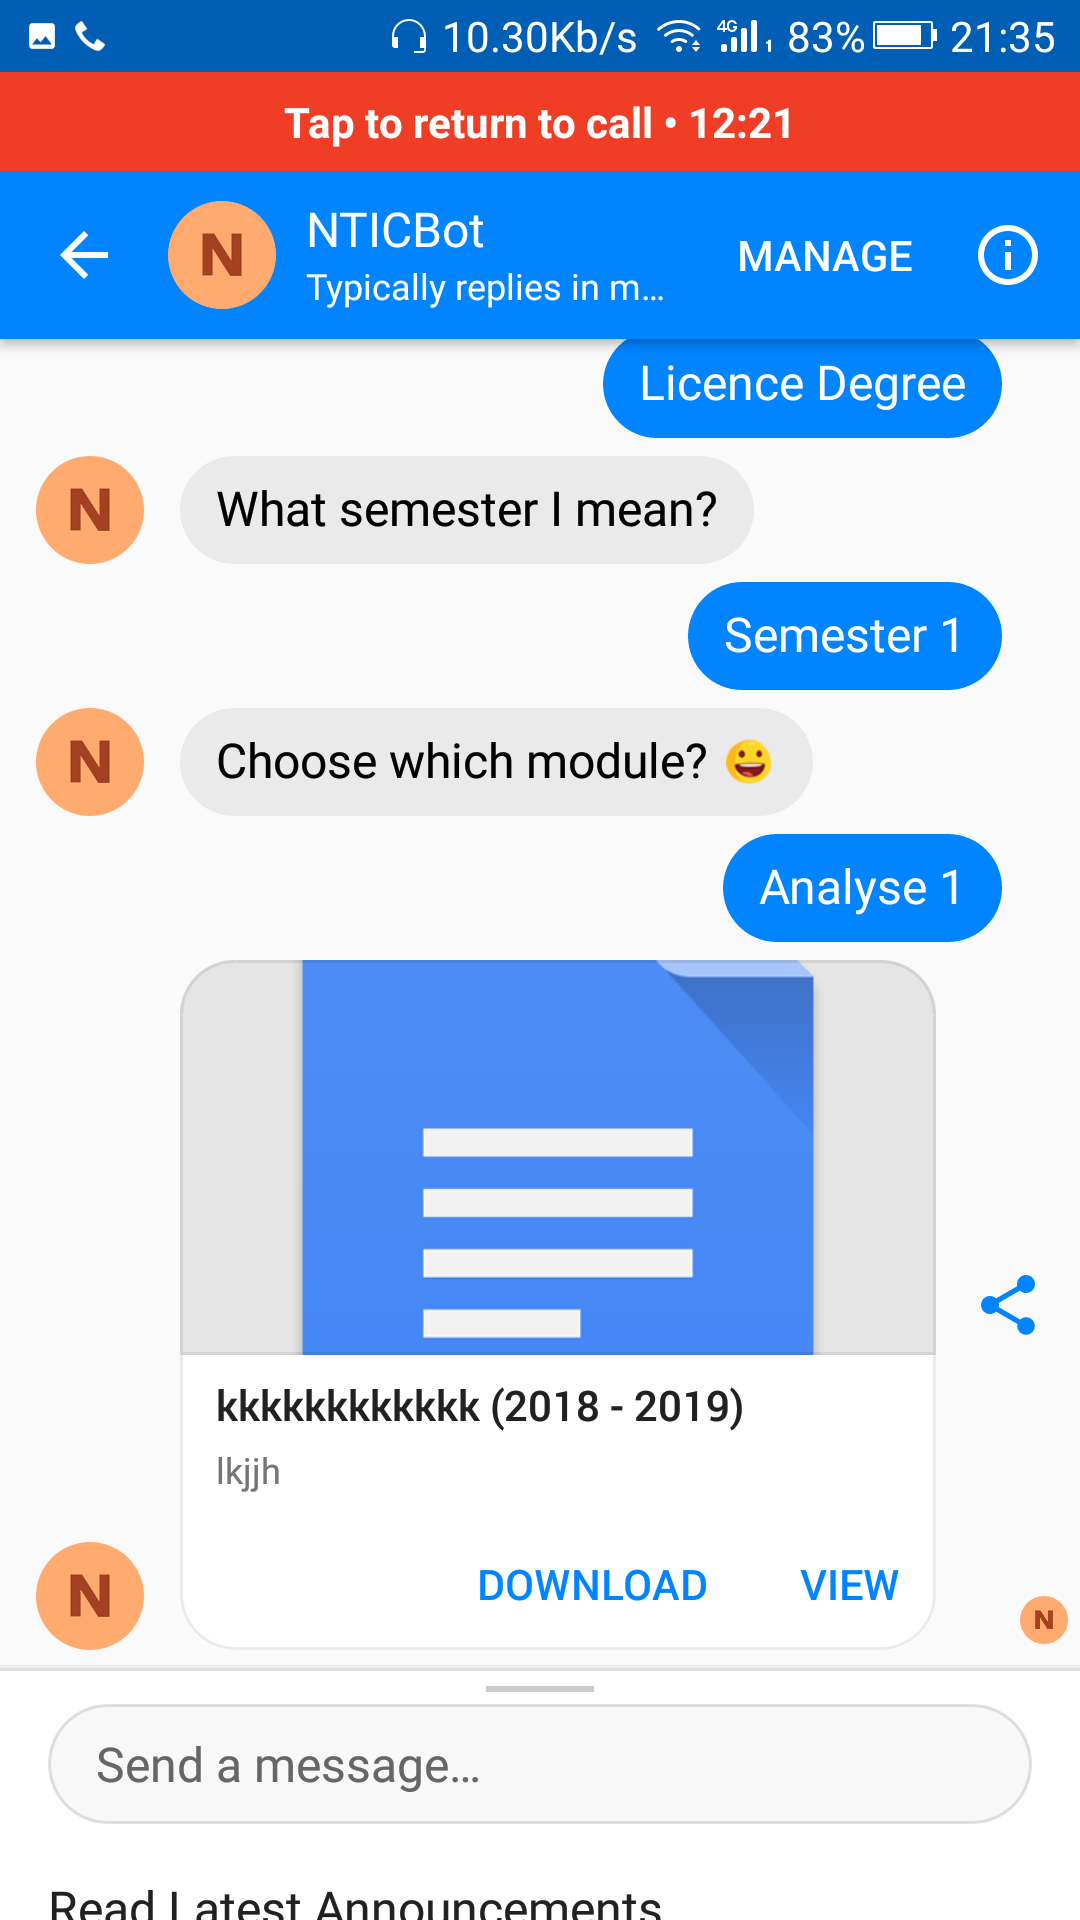 10.30Kb/s 4G 1 83% 21:35
Tap to return to call • 12:21
N
NTICBot
Typically replies in m...
MANAGE
Licence Degree
N
What semester I mean?
Semester 1
N
Choose which module? 😀
Analyse 1
kkkkkkkkkkkk (2018 - 2019)
lkjjh
DOWNLOAD VIEW
N
N
Send a message...
Read Latest Announcements